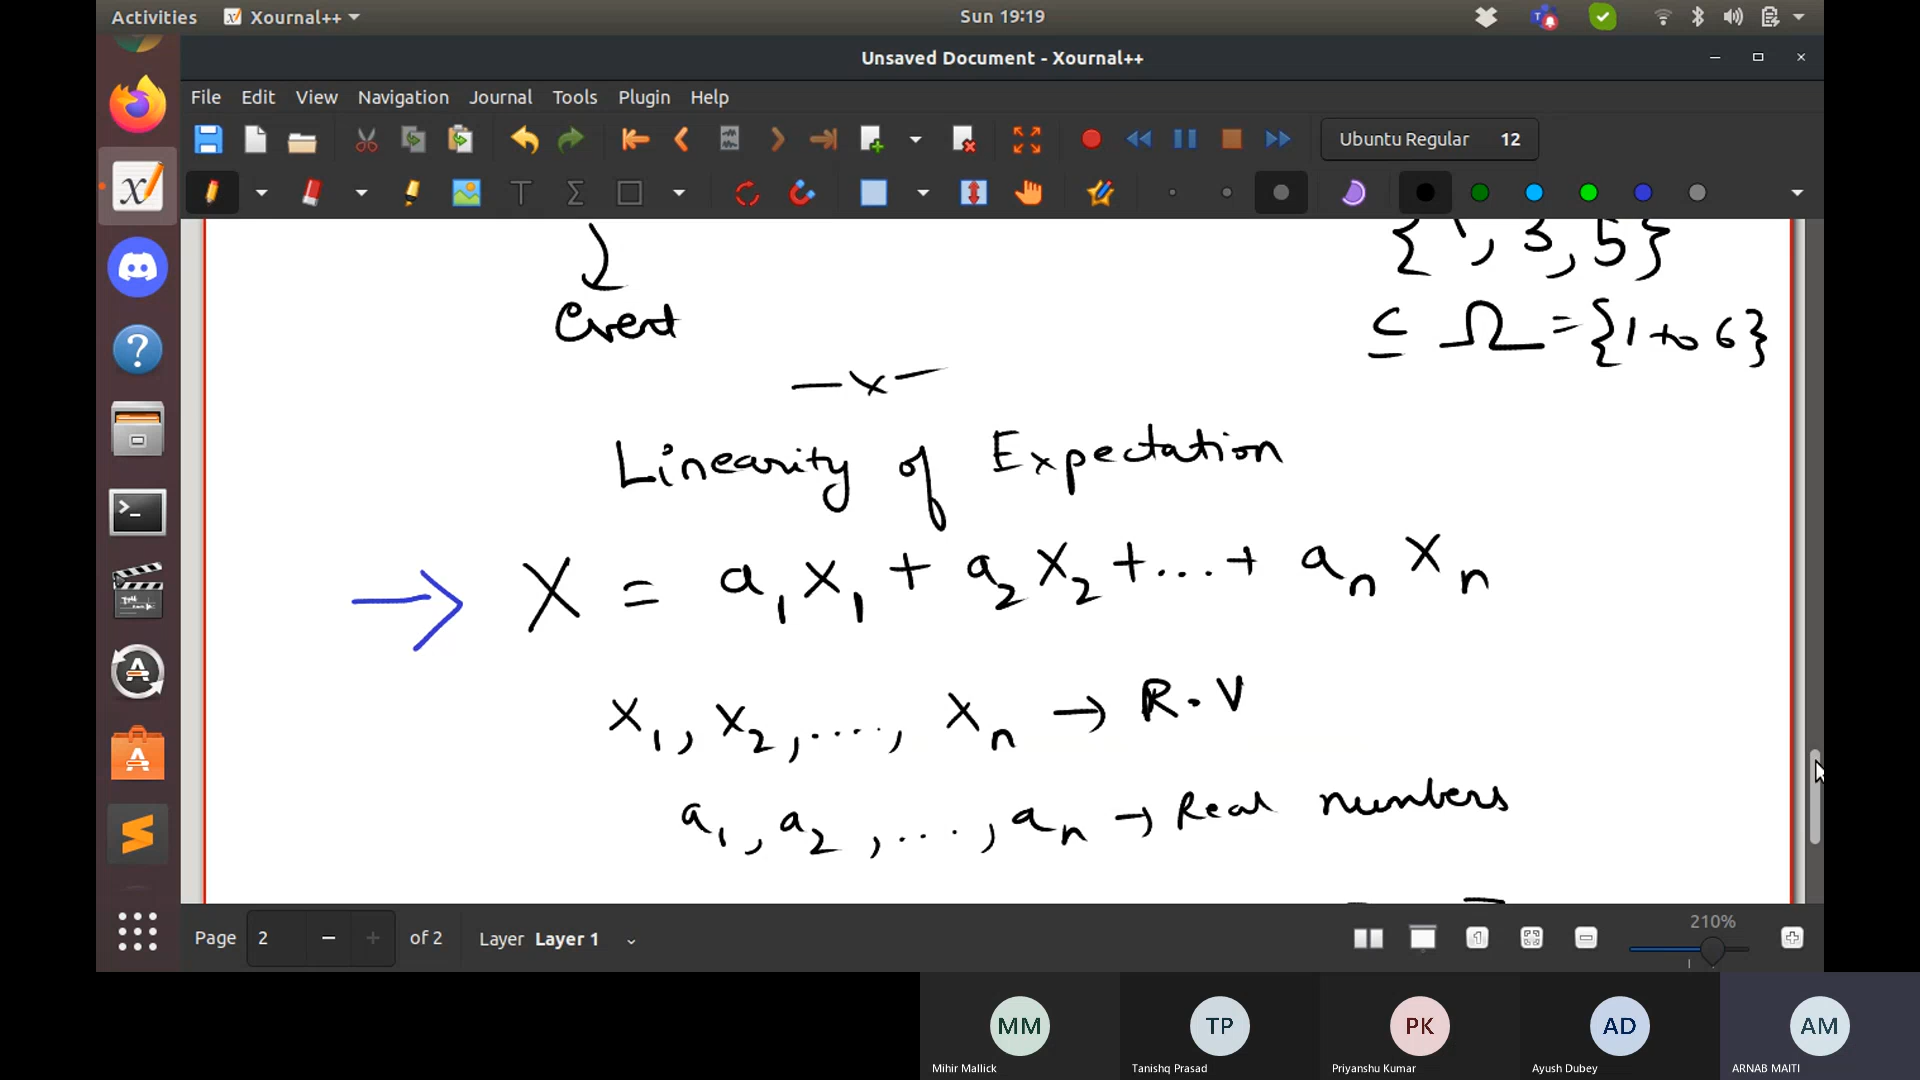 Activities Xournal++ Sun 19:19
Unsaved Document - Xournal++
File Edit View Navigation Journal Tools Plugin Help
Ubuntu Regular 12
{1, 3, 5}
Event
⊆ Ω = {1 to 6}
— x —
Linearity of Expectation
→ X = a₁X₁ + a₂X₂ + ... + aₙXₙ
X₁, X₂, ...., Xₙ → R.V
a₁, a₂, ..., aₙ → Real numbers
Page 2 of 2 Layer Layer 1 210%
MM TP PK AD AM
Mihir Mallick Tanishq Prasad Priyanshu Kumar Ayush Dubey ARNAB MAITI